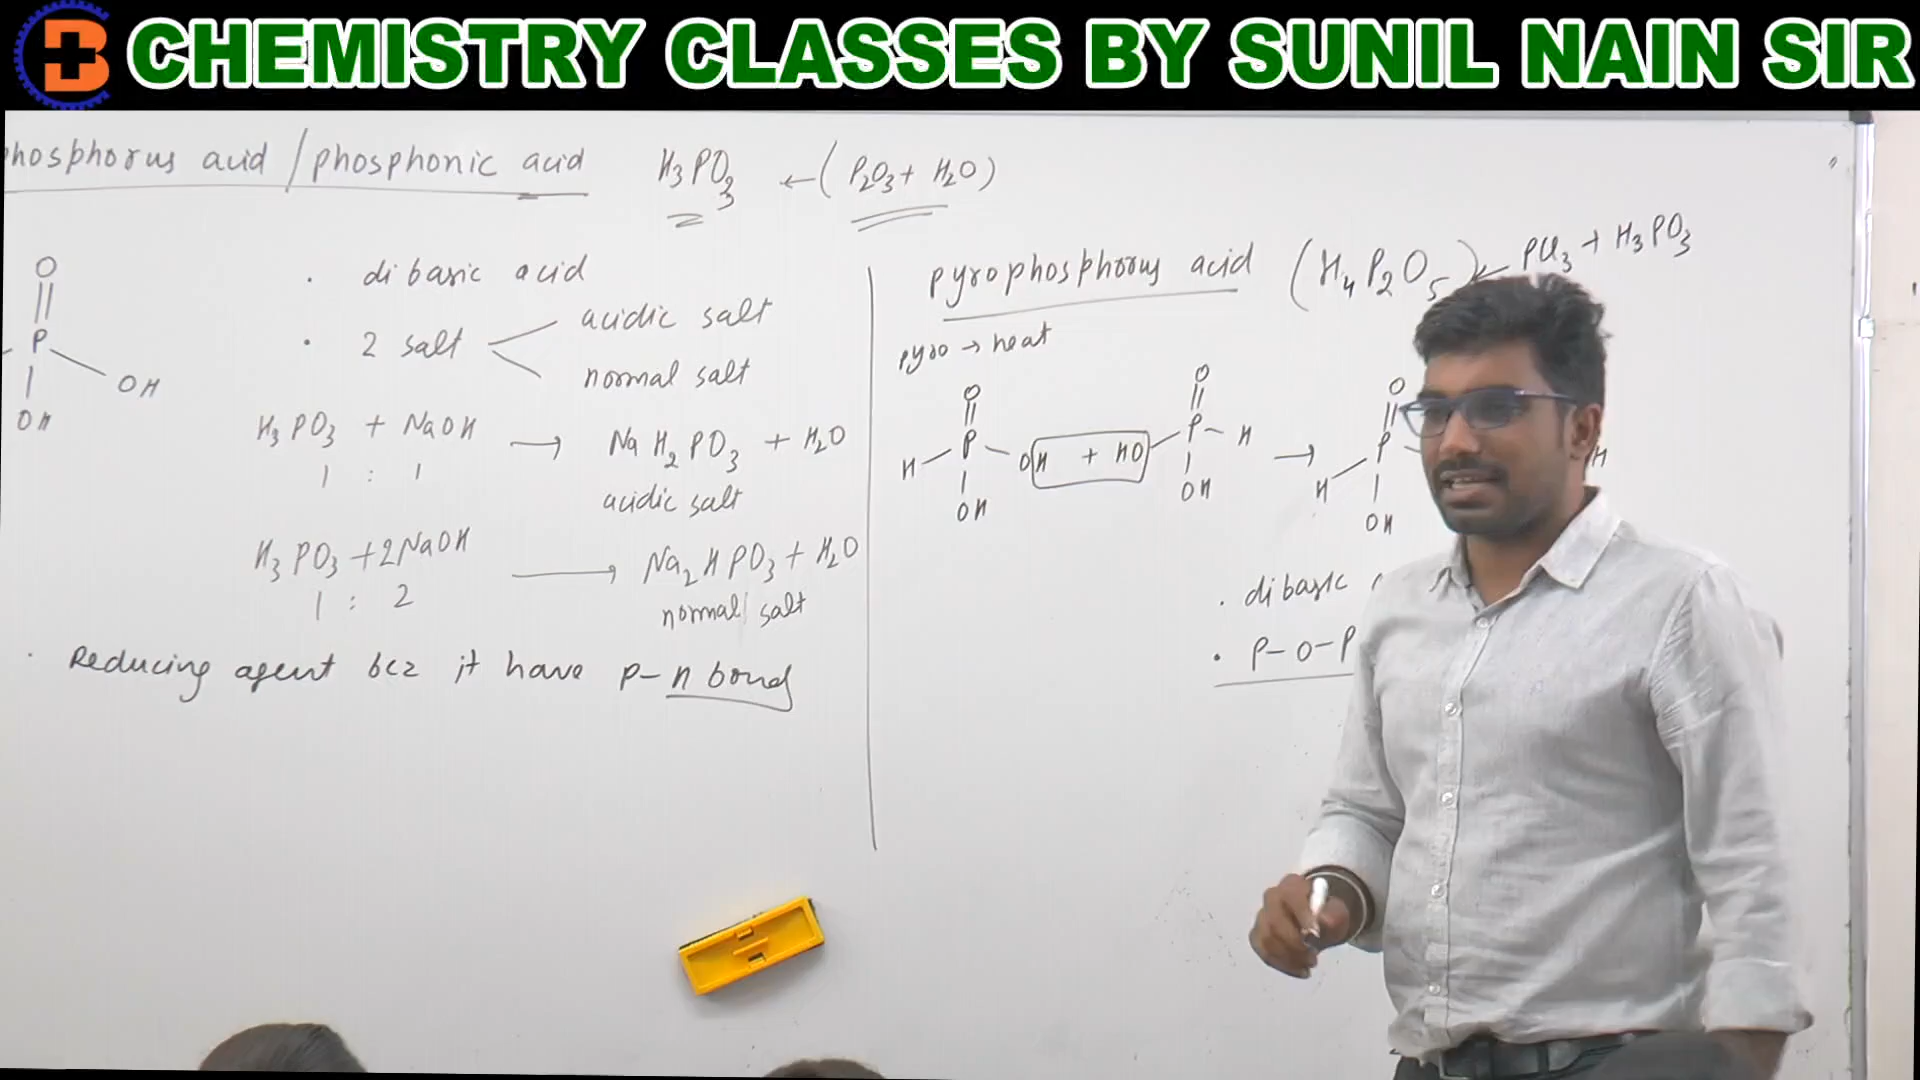 CHEMISTRY CLASSES BY SUNIL NAIN SIR
phosphorus acid / phosphonic acid H3PO3 ← (P2O3 + H2O)
O
P
OH
OH
. dibasic acid
. 2 salt
acidic salt
normal salt
H3PO3 + NaOH → NaH2PO3 + H2O
1 : 1
acidic salt
H3PO3 + 2NaOH → Na2HPO3 + H2O
1 : 2
normal salt
. Reducing agent bcz it have P-H bond
pyrophosphorus acid (H4P2O5) ← PCl3 + H3PO3
pyro → heat
O O O
H P OH + HO P H → H P
OH OH OH
H
. dibasic
. P-O-P